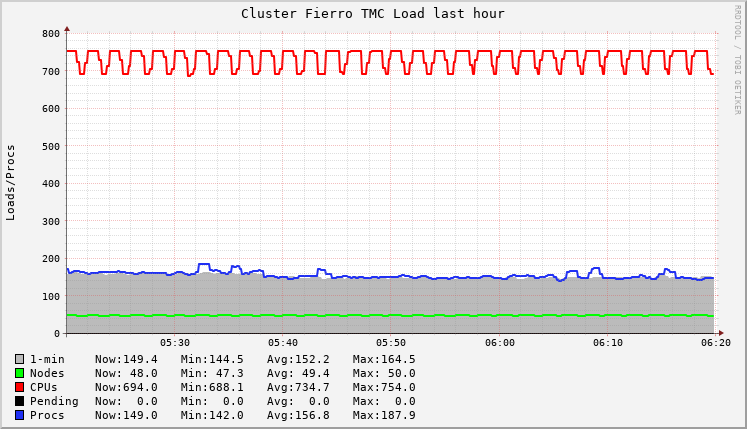 Cluster Fierro TMC Load last hour
RRDTOOL / TOBI OETIKER
Loads/Procs
800
700
600
500
400
300
200
100
0
05:30 05:40 05:50 06:00 06:10 06:20
1-min Now:149.4 Min:144.5 Avg:152.2 Max:164.5
Nodes Now: 48.0 Min: 47.3 Avg: 49.4 Max: 50.0
CPUs Now:694.0 Min:688.1 Avg:734.7 Max:754.0
Pending Now: 0.0 Min: 0.0 Avg: 0.0 Max: 0.0
Procs Now:149.0 Min:142.0 Avg:156.8 Max:187.9